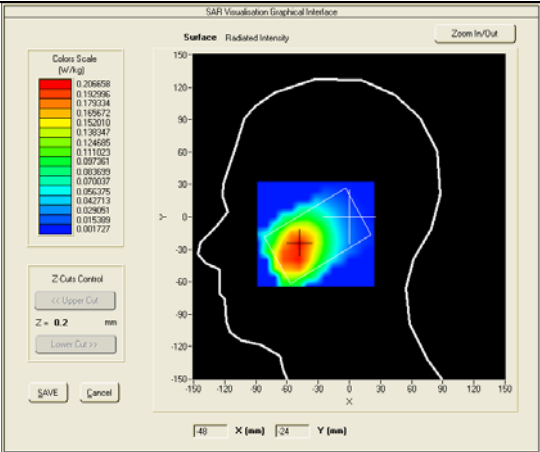 SAR Visualisation Graphical Interface
Surface Radiated Intensity
Zoom In/Out
Colors Scale
(W/kg)
0.206658
0.192996
0.179334
0.165672
0.152010
0.138347
0.124685
0.111023
0.097361
0.083699
0.070037
0.056375
0.042713
0.029051
0.015389
0.001727
Z-Cuts Control
<< Upper Cut
Z = 0.2 mm
Lower Cut >>
SAVE Cancel
150
120
90
60
30
0
-30
-60
-90
-120
-150
Y
-150 -120 -90 -60 -30 0 30 60 90 120 150
X
-48 X (mm) -24 Y (mm)